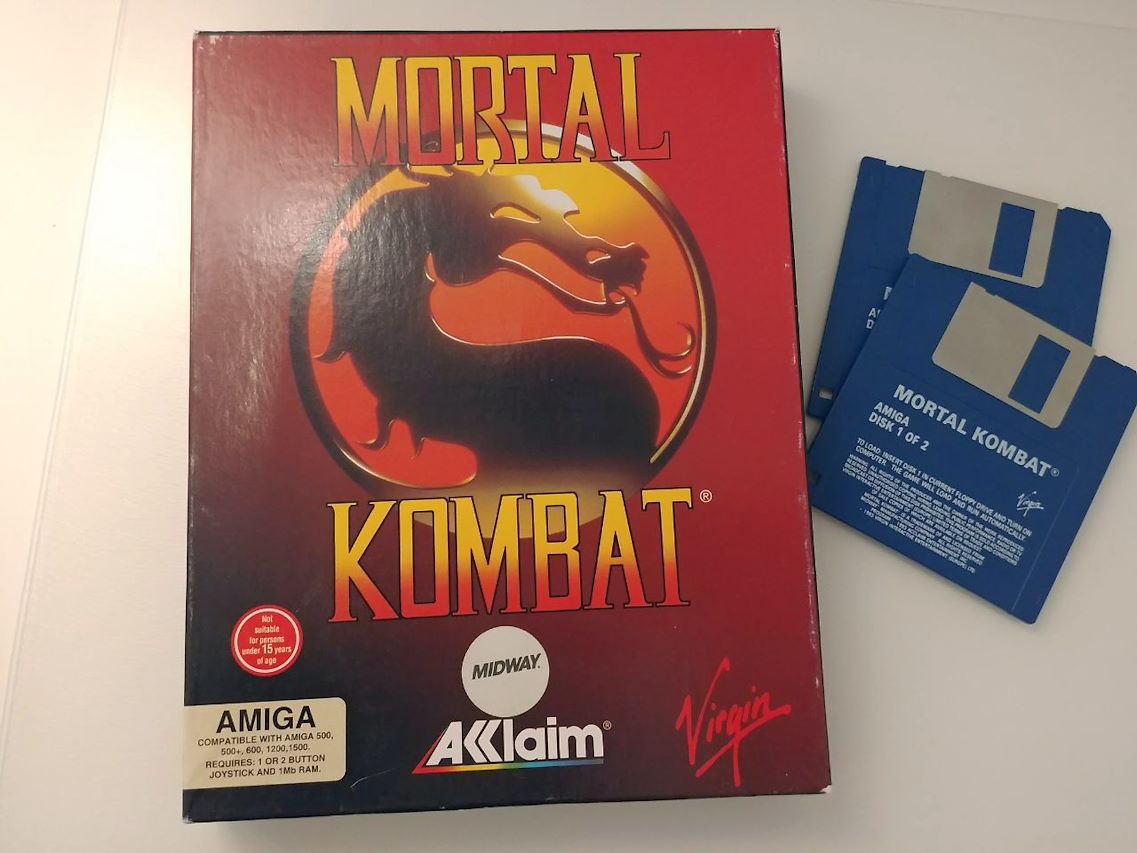 MORTAL
KOMBAT®
Not
suitable
for persons
under 15 years
of age
MIDWAY.
AKKlaim®
Virgin
AMIGA
COMPATIBLE WITH AMIGA 500,
500+, 600, 1200,1500.
REQUIRES: 1 OR 2 BUTTON
JOYSTICK AND 1Mb RAM.
MORTAL KOMBAT®
AMIGA
DISK 1 OF 2
TO LOAD: INSERT DISK 1 IN CURRENT FLOPPY DRIVE AND TURN ON
COMPUTER. THE GAME WILL LOAD AND RUN AUTOMATICALLY.
Virgin